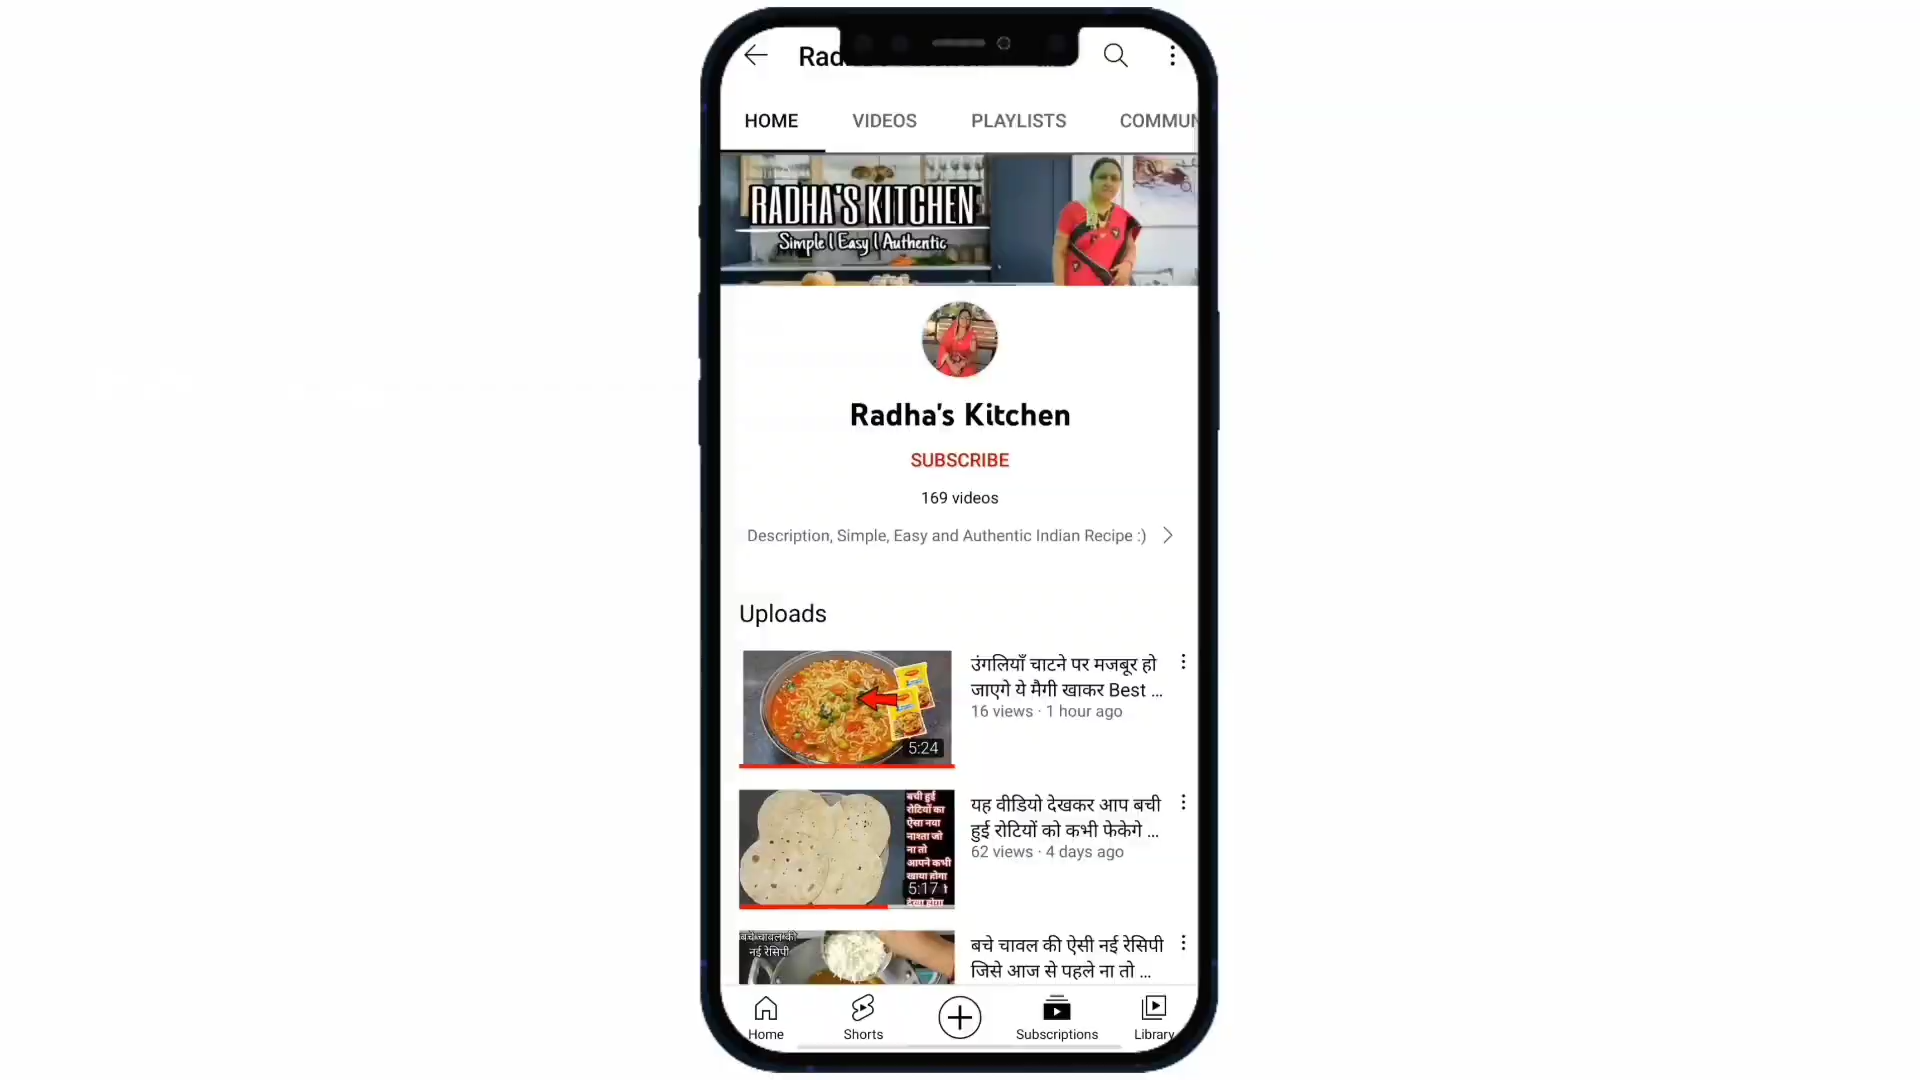 HOME VIDEOS PLAYLISTS COMMUN
RADHA'S KITCHEN
Simple | Easy | Authentic
Radha's Kitchen
SUBSCRIBE
169 videos
Description, Simple, Easy and Authentic Indian Recipe :)
Uploads
उंगलियाँ चाटने पर मजबूर हो
जाएगे ये मैगी खाकर Best ...
16 views · 1 hour ago
5:24
बची हुई
रोटियों का
ऐसा नया
नाश्ता जो
ना तो
आपने कभी
खाया होगा
5:17
यह वीडियो देखकर आप बची
हुई रोटियों को कभी फेकेगे ...
62 views · 4 days ago
बचे चावल की
नई रेसिपी
बचे चावल की ऐसी नई रेसिपी
जिसे आज से पहले ना तो ...
Home Shorts Subscriptions Library